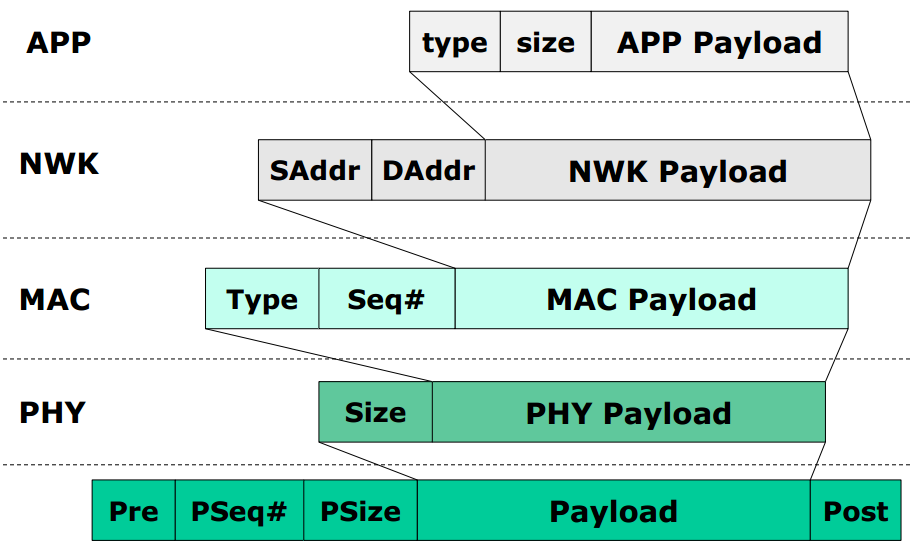 APP type size APP Payload
NWK SAddr DAddr NWK Payload
MAC Type Seq# MAC Payload
PHY Size PHY Payload
Pre PSeq# PSize Payload Post